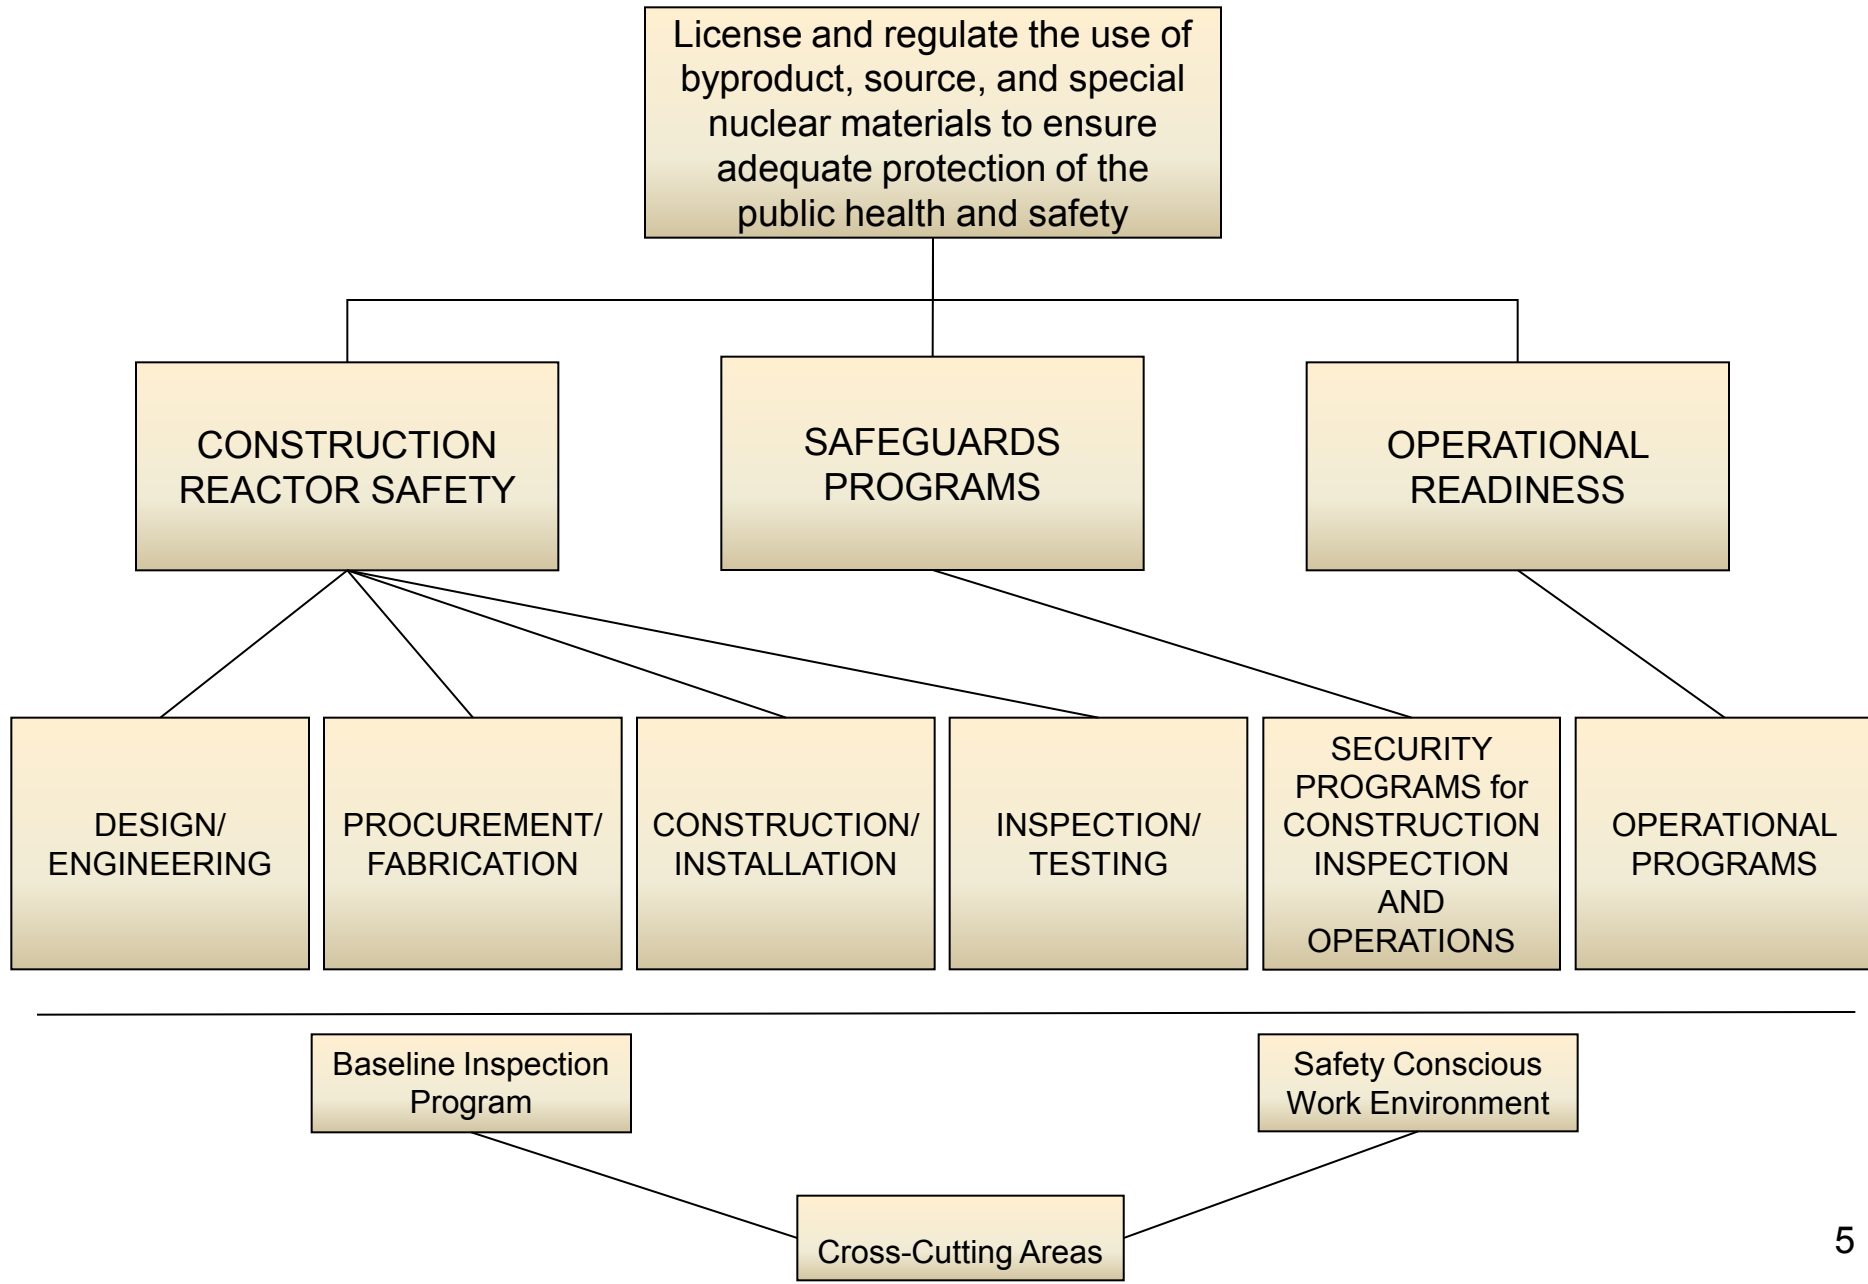 License and regulate the use of
byproduct, source, and special
nuclear materials to ensure
adequate protection of the
public health and safety
CONSTRUCTION
REACTOR SAFETY
SAFEGUARDS
PROGRAMS
OPERATIONAL
READINESS
DESIGN/
ENGINEERING
PROCUREMENT/
FABRICATION
CONSTRUCTION/
INSTALLATION
INSPECTION/
TESTING
SECURITY
PROGRAMS for
CONSTRUCTION
INSPECTION
AND
OPERATIONS
OPERATIONAL
PROGRAMS
Baseline Inspection
Program
Safety Conscious
Work Environment
Cross-Cutting Areas
5